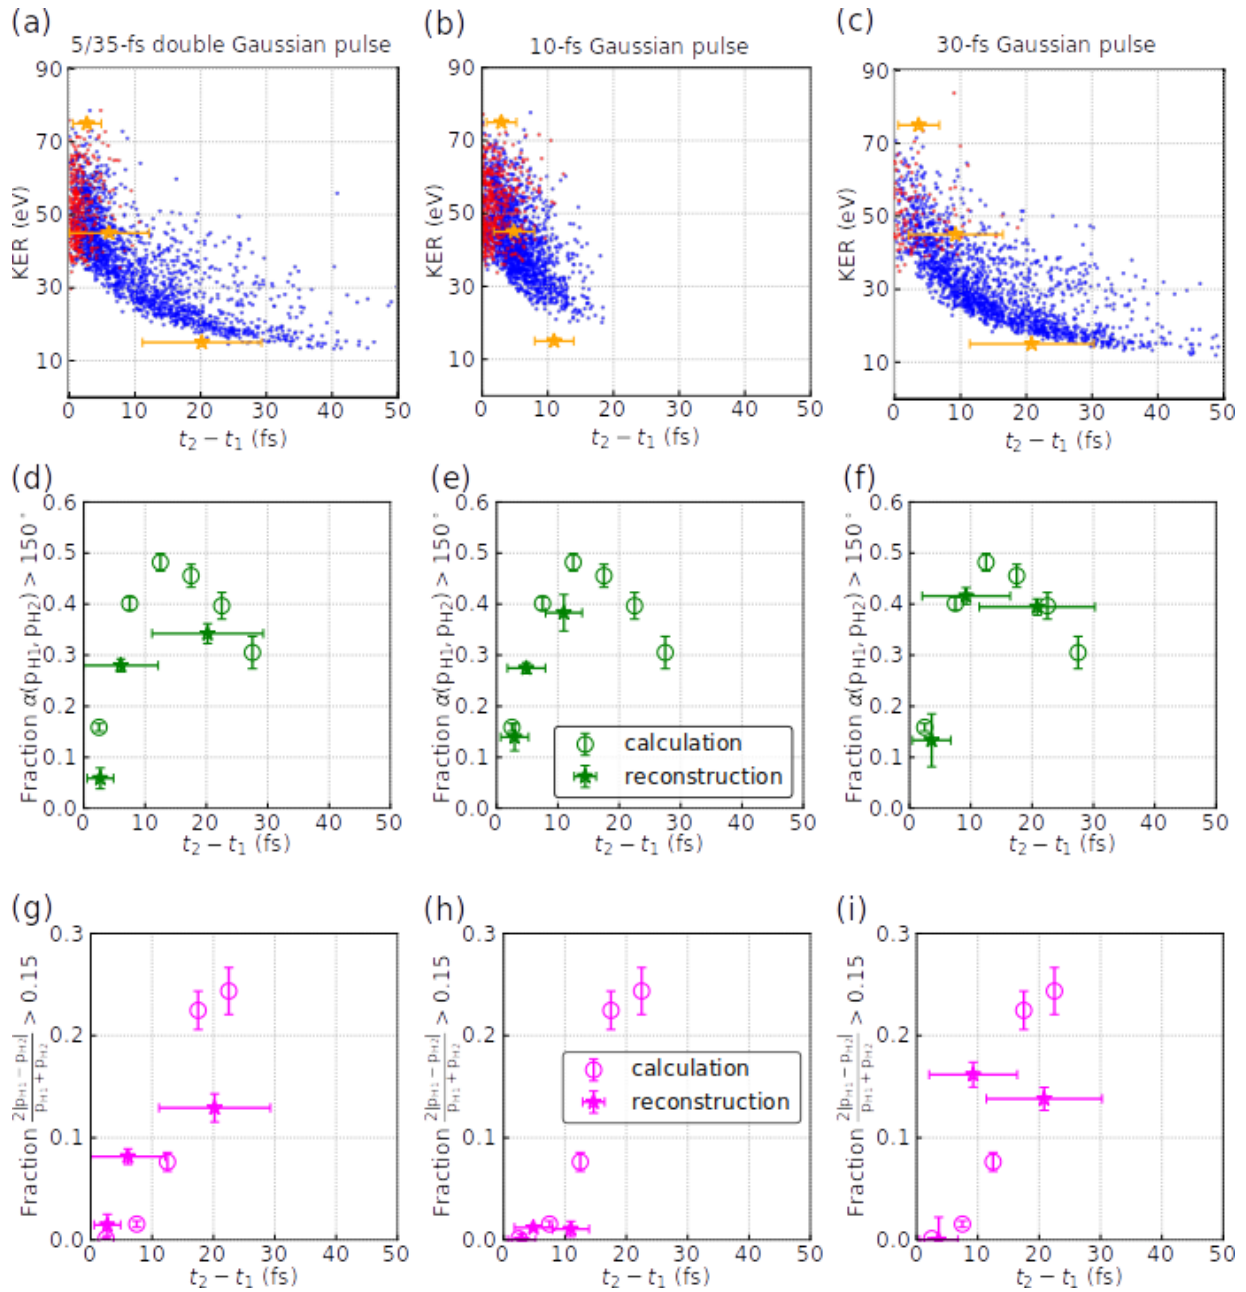 (a)
5/35-fs double Gaussian pulse
(b)
10-fs Gaussian pulse
(c)
30-fs Gaussian pulse
KER (eV)
90
70
50
30
10
0 10 20 30 40 50
t₂ − t₁ (fs)
KER (eV)
90
70
50
30
10
0 10 20 30 40 50
t₂ − t₁ (fs)
KER (eV)
90
70
50
30
10
0 10 20 30 40 50
t₂ − t₁ (fs)
(d)
Fraction α(pH1, pH2) > 150°
0.6
0.5
0.4
0.3
0.2
0.1
0.0
0 10 20 30 40 50
t₂ − t₁ (fs)
(e)
Fraction α(pH1, pH2) > 150°
0.6
0.5
0.4
0.3
0.2
0.1
0.0
calculation
reconstruction
0 10 20 30 40 50
t₂ − t₁ (fs)
(f)
Fraction α(pH1, pH2) > 150°
0.6
0.5
0.4
0.3
0.2
0.1
0.0
0 10 20 30 40 50
t₂ − t₁ (fs)
(g)
Fraction 2|pH1 − pH2| / pH1 + pH2 > 0.15
0.3
0.2
0.1
0.0
0 10 20 30 40 50
t₂ − t₁ (fs)
(h)
Fraction 2|pH1 − pH2| / pH1 + pH2 > 0.15
0.3
0.2
0.1
0.0
calculation
reconstruction
0 10 20 30 40 50
t₂ − t₁ (fs)
(i)
Fraction 2|pH1 − pH2| / pH1 + pH2 > 0.15
0.3
0.2
0.1
0.0
0 10 20 30 40 50
t₂ − t₁ (fs)